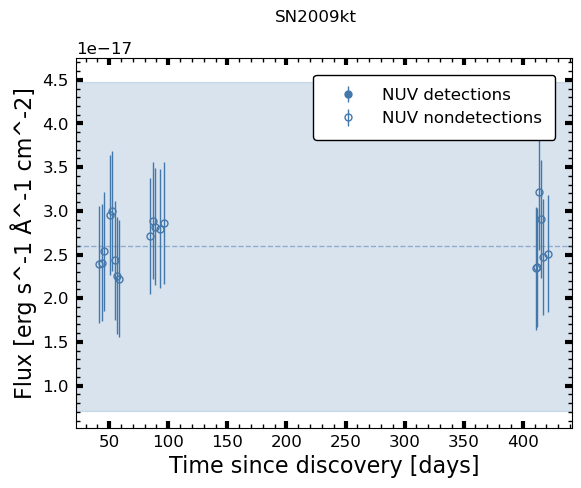 SN2009kt
1e−17
4.5
4.0
3.5
3.0
2.5
2.0
1.5
1.0
Flux [erg s^-1 Å^-1 cm^-2]
NUV detections
NUV nondetections
50 100 150 200 250 300 350 400
Time since discovery [days]